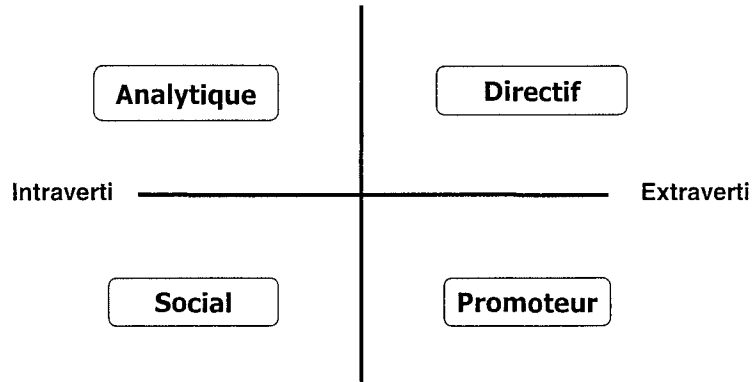 Analytique
Directif
Intraverti
Extraverti
Social
Promoteur